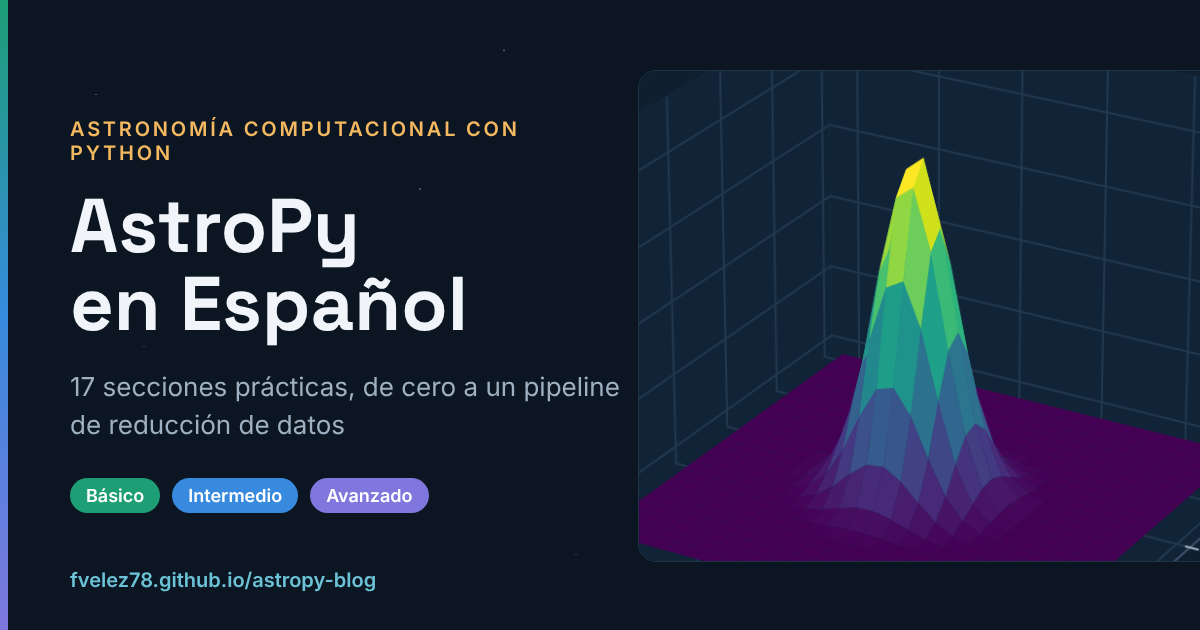 ASTRONOMÍA COMPUTACIONAL CON
PYTHON
AstroPy
en Español
17 secciones prácticas, de cero a un pipeline
de reducción de datos
Básico Intermedio Avanzado
fvelez78.github.io/astropy-blog